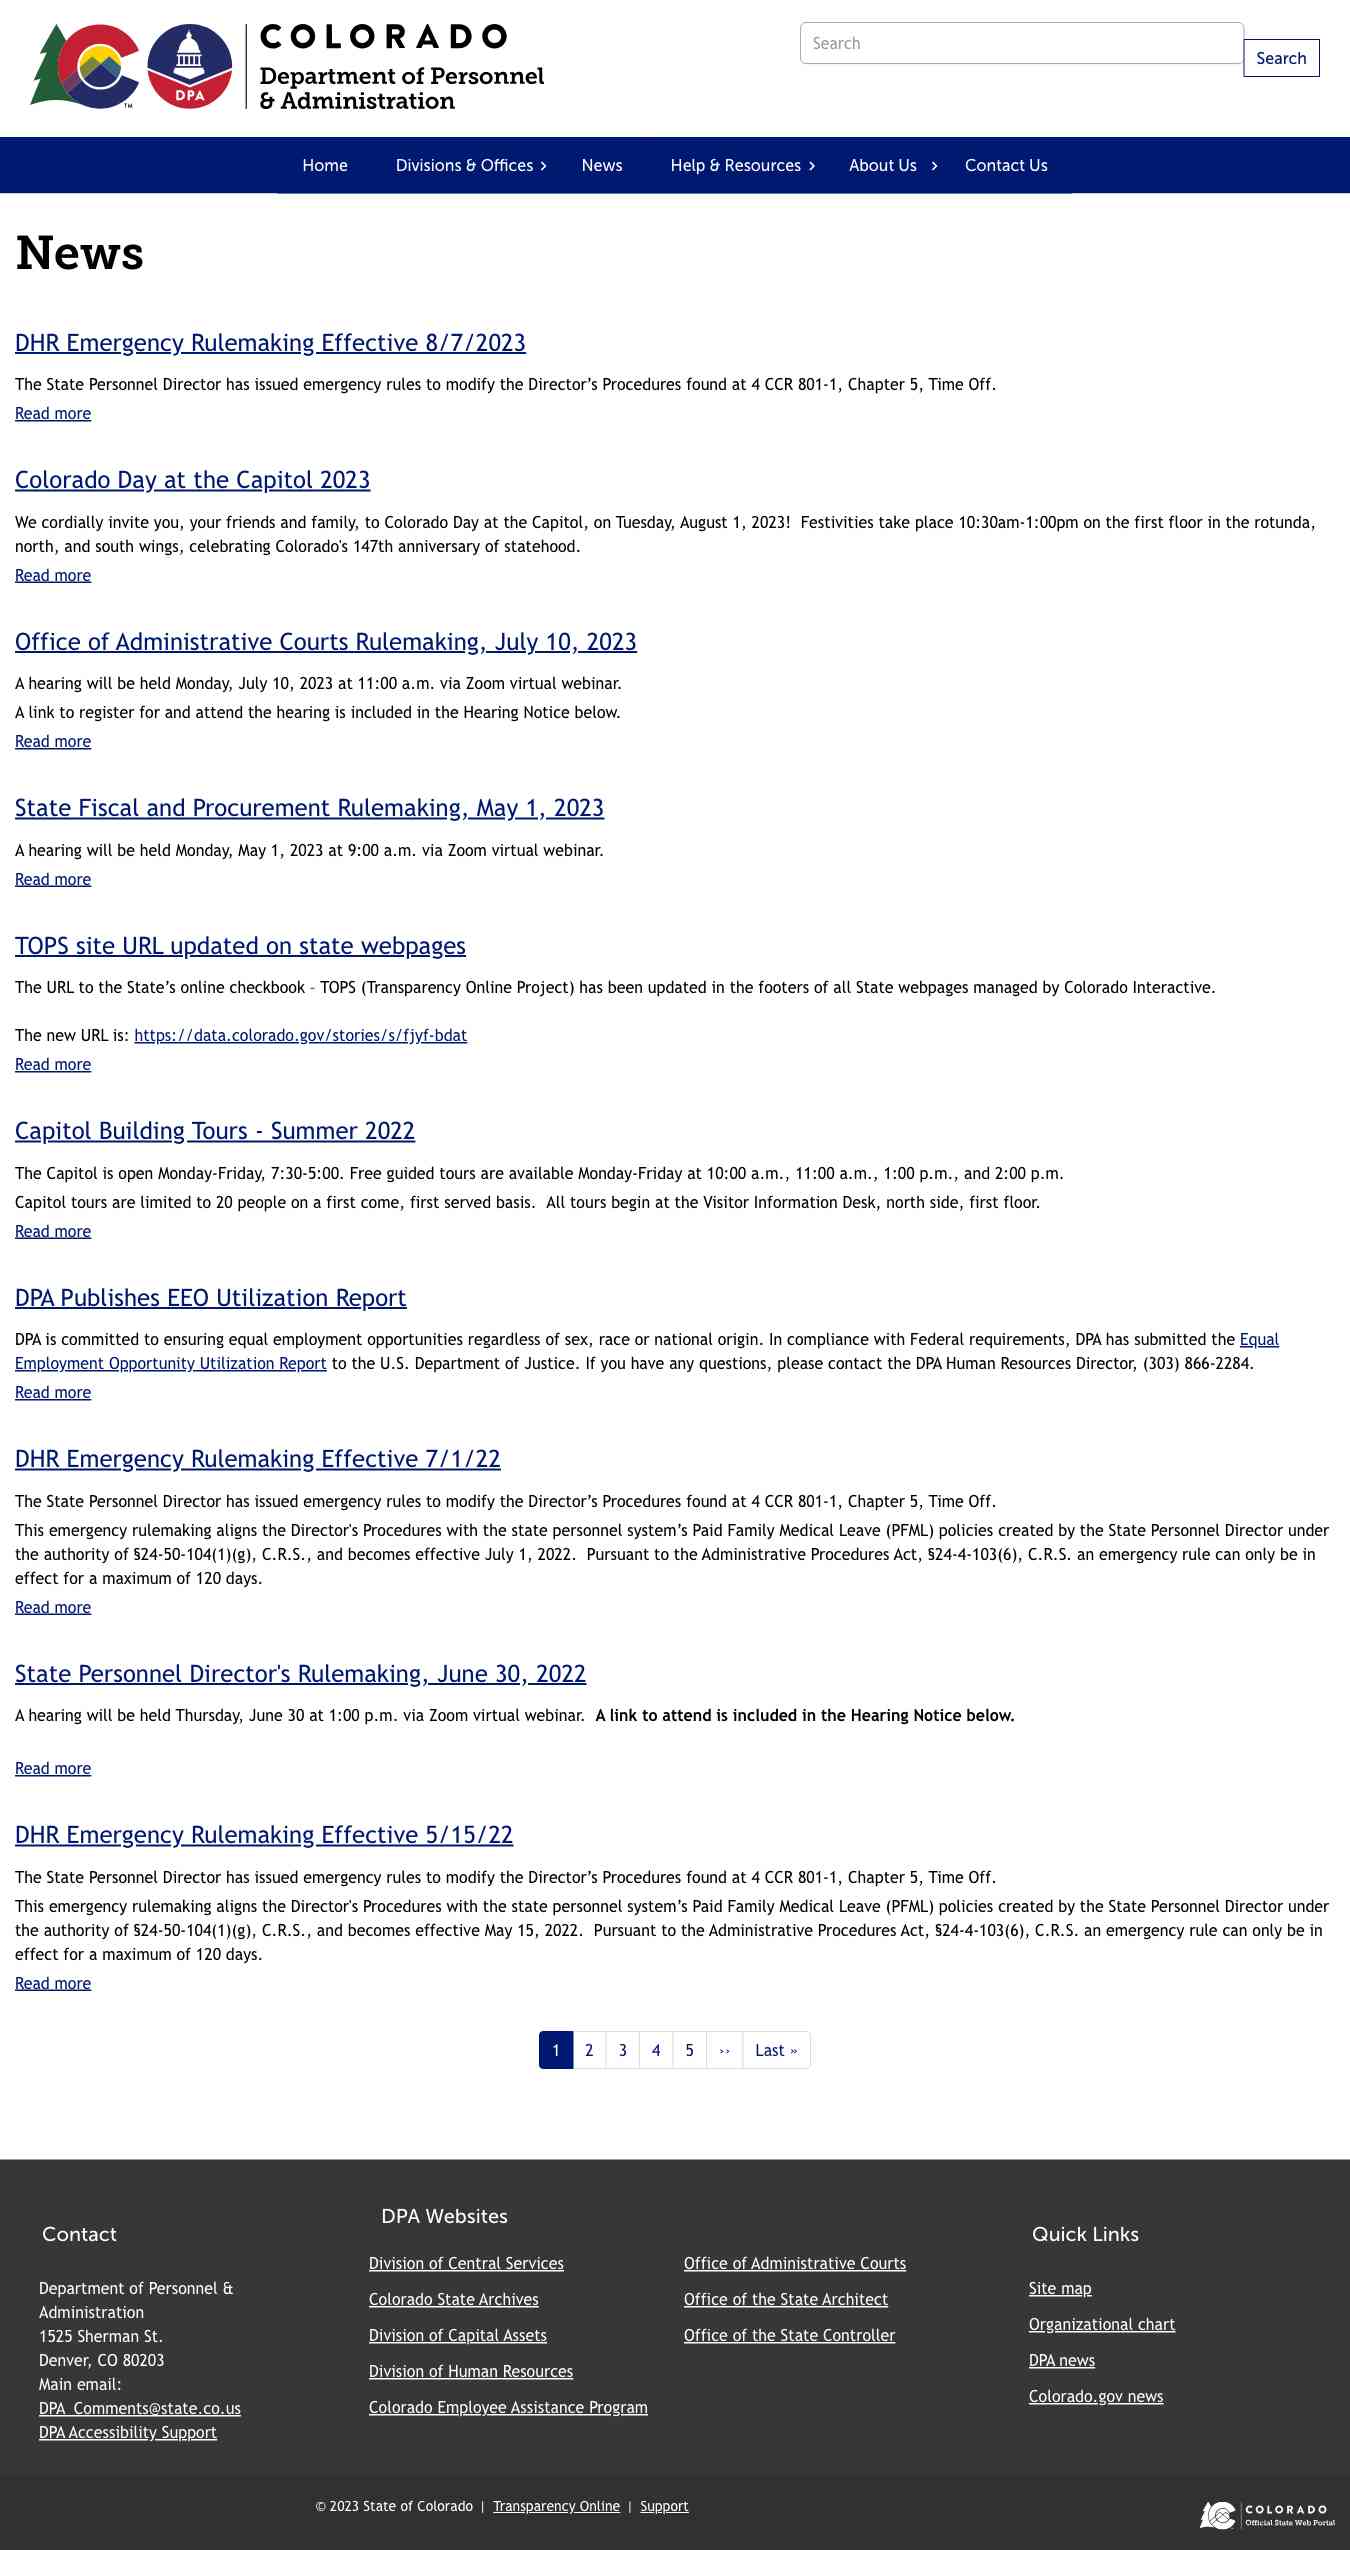 COLORADO
Department of Personnel
& Administration
DPA
TM
Search
Search
Home Divisions & Offices News Help & Resources About Us Contact Us
News
DHR Emergency Rulemaking Effective 8/7/2023
The State Personnel Director has issued emergency rules to modify the Director’s Procedures found at 4 CCR 801-1, Chapter 5, Time Off.
Read more
Colorado Day at the Capitol 2023
We cordially invite you, your friends and family, to Colorado Day at the Capitol, on Tuesday, August 1, 2023!  Festivities take place 10:30am-1:00pm on the first floor in the rotunda,
north, and south wings, celebrating Colorado's 147th anniversary of statehood.
Read more
Office of Administrative Courts Rulemaking, July 10, 2023
A hearing will be held Monday, July 10, 2023 at 11:00 a.m. via Zoom virtual webinar.
A link to register for and attend the hearing is included in the Hearing Notice below.
Read more
State Fiscal and Procurement Rulemaking, May 1, 2023
A hearing will be held Monday, May 1, 2023 at 9:00 a.m. via Zoom virtual webinar.
Read more
TOPS site URL updated on state webpages
The URL to the State’s online checkbook - TOPS (Transparency Online Project) has been updated in the footers of all State webpages managed by Colorado Interactive.
The new URL is: https://data.colorado.gov/stories/s/fjyf-bdat
Read more
Capitol Building Tours - Summer 2022
The Capitol is open Monday-Friday, 7:30-5:00. Free guided tours are available Monday-Friday at 10:00 a.m., 11:00 a.m., 1:00 p.m., and 2:00 p.m.
Capitol tours are limited to 20 people on a first come, first served basis.  All tours begin at the Visitor Information Desk, north side, first floor.
Read more
DPA Publishes EEO Utilization Report
DPA is committed to ensuring equal employment opportunities regardless of sex, race or national origin. In compliance with Federal requirements, DPA has submitted the Equal
Employment Opportunity Utilization Report to the U.S. Department of Justice. If you have any questions, please contact the DPA Human Resources Director, (303) 866-2284.
Read more
DHR Emergency Rulemaking Effective 7/1/22
The State Personnel Director has issued emergency rules to modify the Director’s Procedures found at 4 CCR 801-1, Chapter 5, Time Off.
This emergency rulemaking aligns the Director's Procedures with the state personnel system’s Paid Family Medical Leave (PFML) policies created by the State Personnel Director under
the authority of §24-50-104(1)(g), C.R.S., and becomes effective July 1, 2022.  Pursuant to the Administrative Procedures Act, §24-4-103(6), C.R.S. an emergency rule can only be in
effect for a maximum of 120 days.
Read more
State Personnel Director's Rulemaking, June 30, 2022
A hearing will be held Thursday, June 30 at 1:00 p.m. via Zoom virtual webinar.  A link to attend is included in the Hearing Notice below.
Read more
DHR Emergency Rulemaking Effective 5/15/22
The State Personnel Director has issued emergency rules to modify the Director’s Procedures found at 4 CCR 801-1, Chapter 5, Time Off.
This emergency rulemaking aligns the Director's Procedures with the state personnel system’s Paid Family Medical Leave (PFML) policies created by the State Personnel Director under
the authority of §24-50-104(1)(g), C.R.S., and becomes effective May 15, 2022.  Pursuant to the Administrative Procedures Act, §24-4-103(6), C.R.S. an emergency rule can only be in
effect for a maximum of 120 days.
Read more
1 2 3 4 5 ›› Last »
Contact
Department of Personnel &
Administration
1525 Sherman St.
Denver, CO 80203
Main email:
DPA_Comments@state.co.us
DPA Accessibility Support
DPA Websites
Division of Central Services
Colorado State Archives
Division of Capital Assets
Division of Human Resources
Colorado Employee Assistance Program
Office of Administrative Courts
Office of the State Architect
Office of the State Controller
Quick Links
Site map
Organizational chart
DPA news
Colorado.gov news
© 2023 State of Colorado | Transparency Online | Support
COLORADO
Official State Web Portal